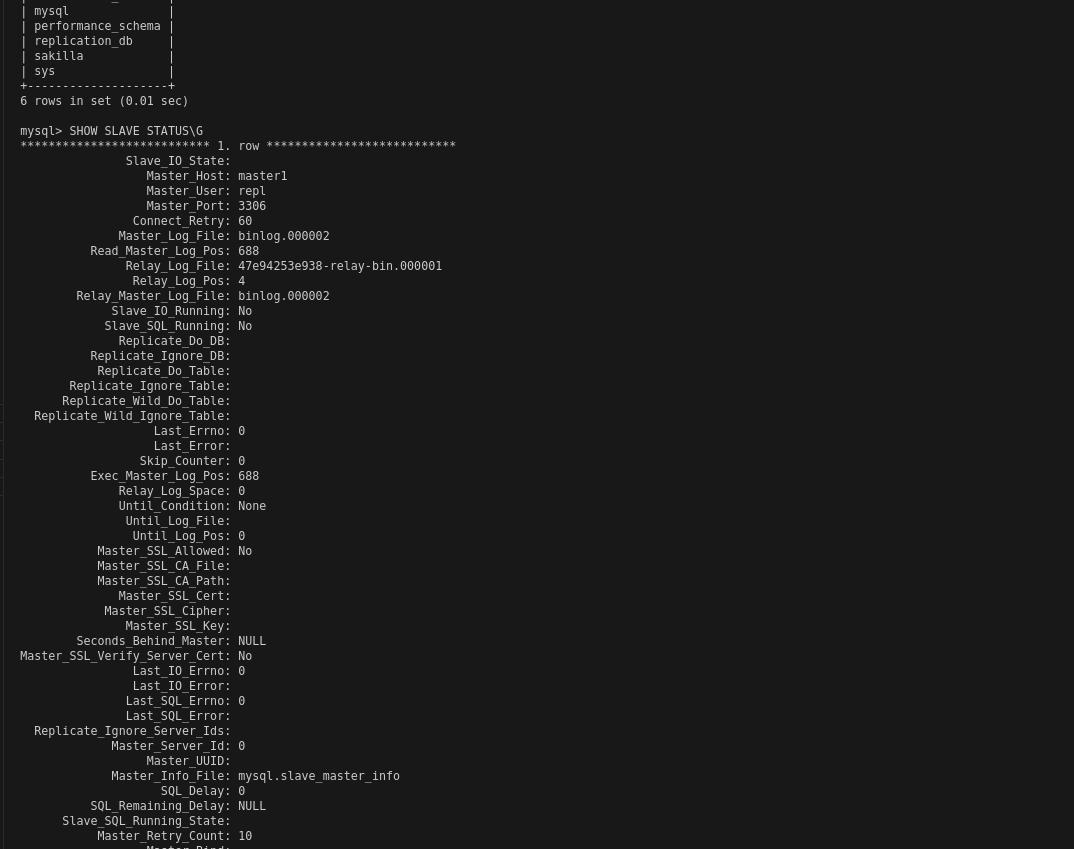 | mysql              |
| performance_schema |
| replication_db     |
| sakilla            |
| sys                |
+--------------------+
6 rows in set (0.01 sec)

mysql> SHOW SLAVE STATUS\G
*************************** 1. row ***************************
               Slave_IO_State:
                  Master_Host: master1
                  Master_User: repl
                  Master_Port: 3306
                Connect_Retry: 60
              Master_Log_File: binlog.000002
          Read_Master_Log_Pos: 688
               Relay_Log_File: 47e94253e938-relay-bin.000001
                Relay_Log_Pos: 4
        Relay_Master_Log_File: binlog.000002
             Slave_IO_Running: No
            Slave_SQL_Running: No
              Replicate_Do_DB:
          Replicate_Ignore_DB:
           Replicate_Do_Table:
       Replicate_Ignore_Table:
      Replicate_Wild_Do_Table:
  Replicate_Wild_Ignore_Table:
                   Last_Errno: 0
                   Last_Error:
                 Skip_Counter: 0
          Exec_Master_Log_Pos: 688
              Relay_Log_Space: 0
              Until_Condition: None
               Until_Log_File:
                Until_Log_Pos: 0
           Master_SSL_Allowed: No
           Master_SSL_CA_File:
           Master_SSL_CA_Path:
              Master_SSL_Cert:
            Master_SSL_Cipher:
               Master_SSL_Key:
        Seconds_Behind_Master: NULL
Master_SSL_Verify_Server_Cert: No
                Last_IO_Errno: 0
                Last_IO_Error:
               Last_SQL_Errno: 0
               Last_SQL_Error:
  Replicate_Ignore_Server_Ids:
             Master_Server_Id: 0
                  Master_UUID:
             Master_Info_File: mysql.slave_master_info
                    SQL_Delay: 0
          SQL_Remaining_Delay: NULL
      Slave_SQL_Running_State:
           Master_Retry_Count: 10